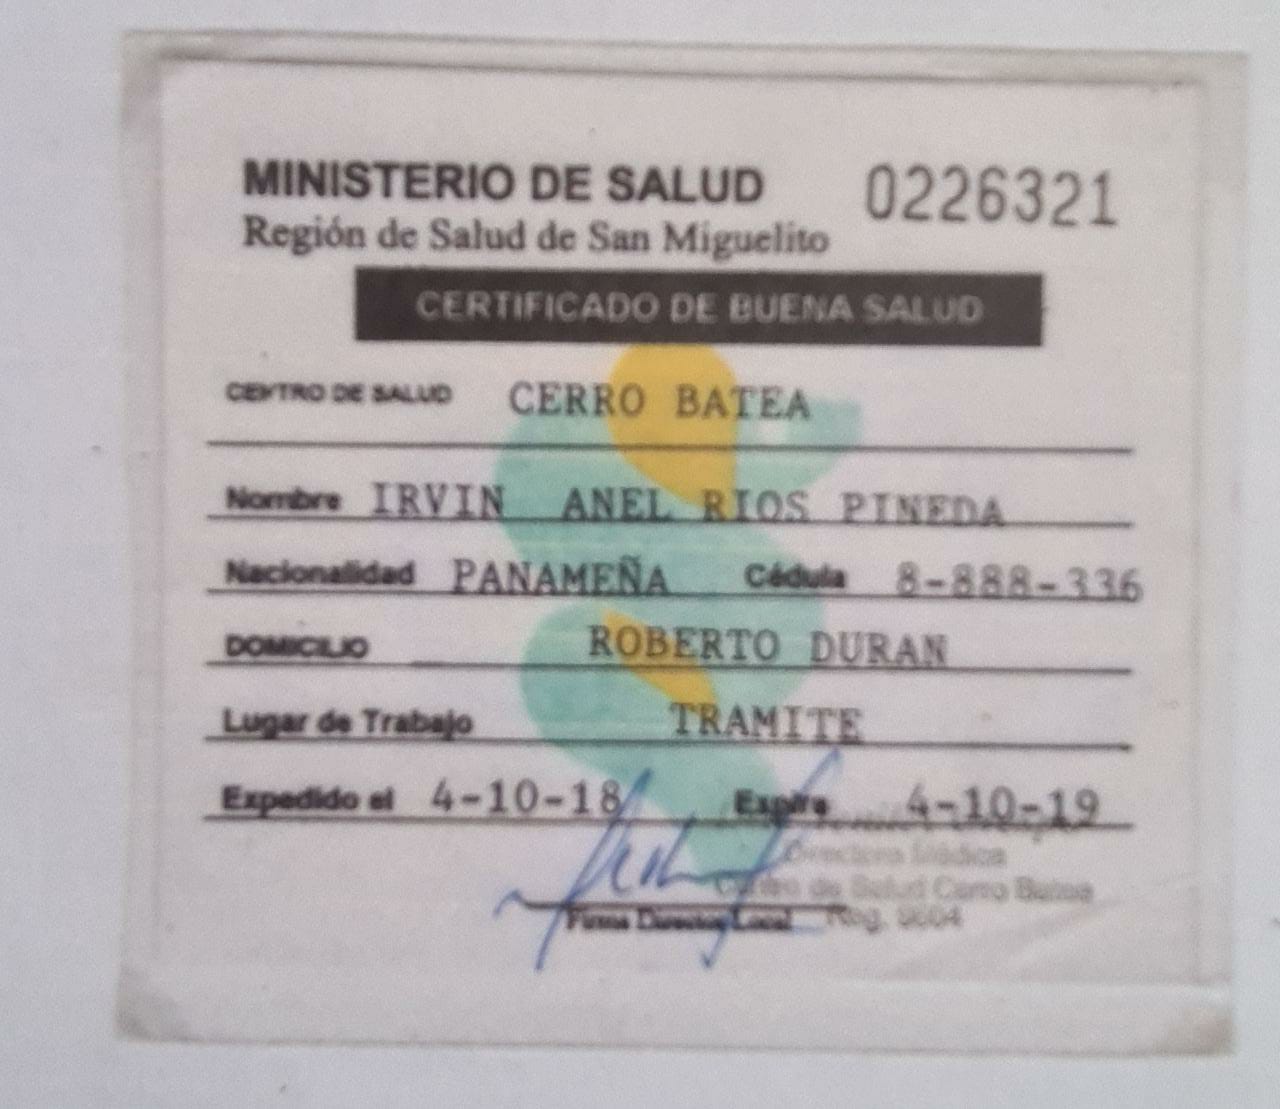 MINISTERIO DE SALUD 0226321
Región de Salud de San Miguelito
CERTIFICADO DE BUENA SALUD
CENTRO DE SALUD CERRO BATEA
Nombre IRVIN ANEL RIOS PINEDA
Nacionalidad PANAMEÑA Cédula 8-888-336
DOMICILIO ROBERTO DURAN
Lugar de Trabajo TRAMITE
Expedido el 4-10-18 Expira 4-10-19
Directora Médica
Centro de Salud Cerro Batea
Firma Director Local Reg.